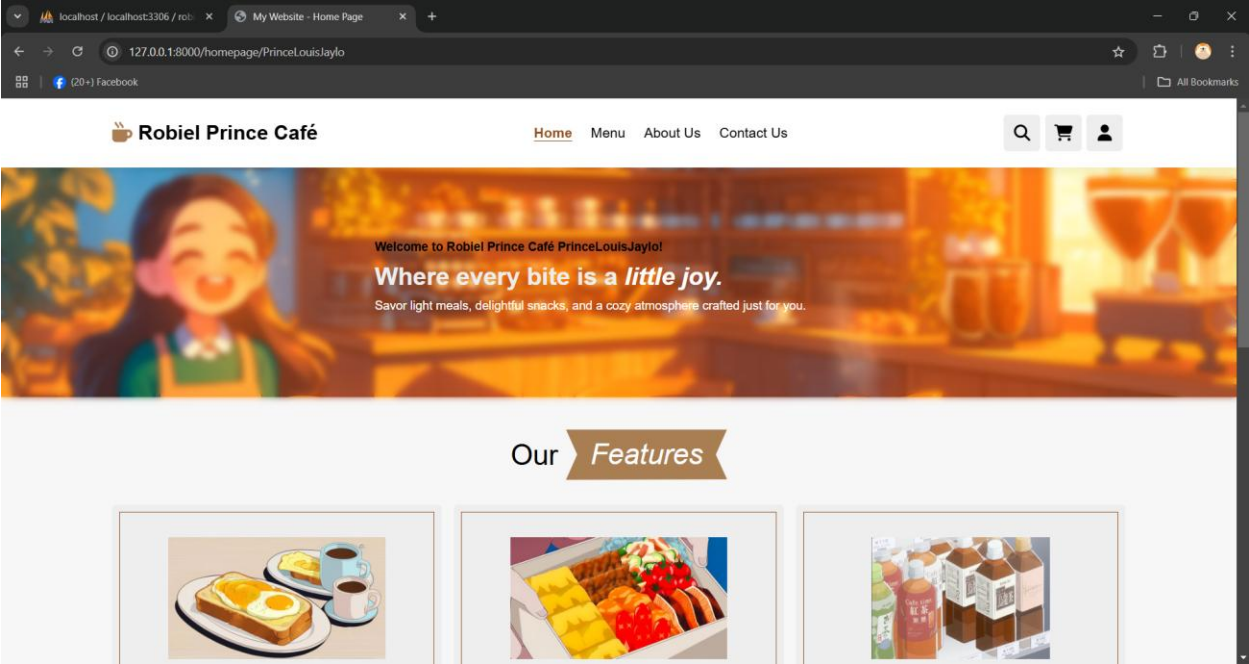 localhost / localhost:3306 / rob
My Website - Home Page
127.0.0.1:8000/homepage/PrinceLouisJaylo
(20+) Facebook
All Bookmarks
Robiel Prince Café
Home Menu About Us Contact Us
Welcome to Robiel Prince Café PrinceLouisJaylo!
Where every bite is a little joy.
Savor light meals, delightful snacks, and a cozy atmosphere crafted just for you.
Our Features
紅茶